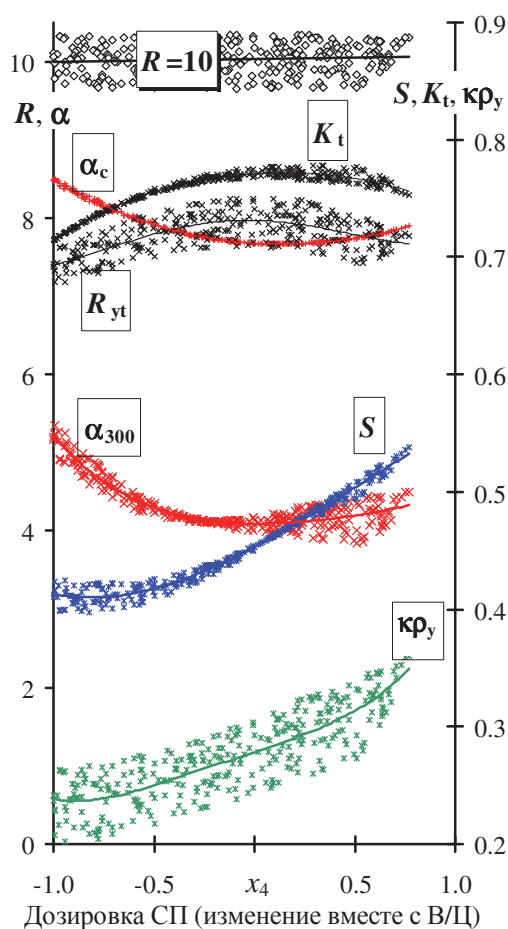 0.9
10
R =10
R, α
S, Kt, κρy
αc
Kt
0.8
8
0.7
Ryt
6
0.6
α300
S
0.5
4
0.4
κρy
2
0.3
0
0.2
-1.0 -0.5 x4 0.5 1.0
Дозировка СП (изменение вместе с В/Ц)